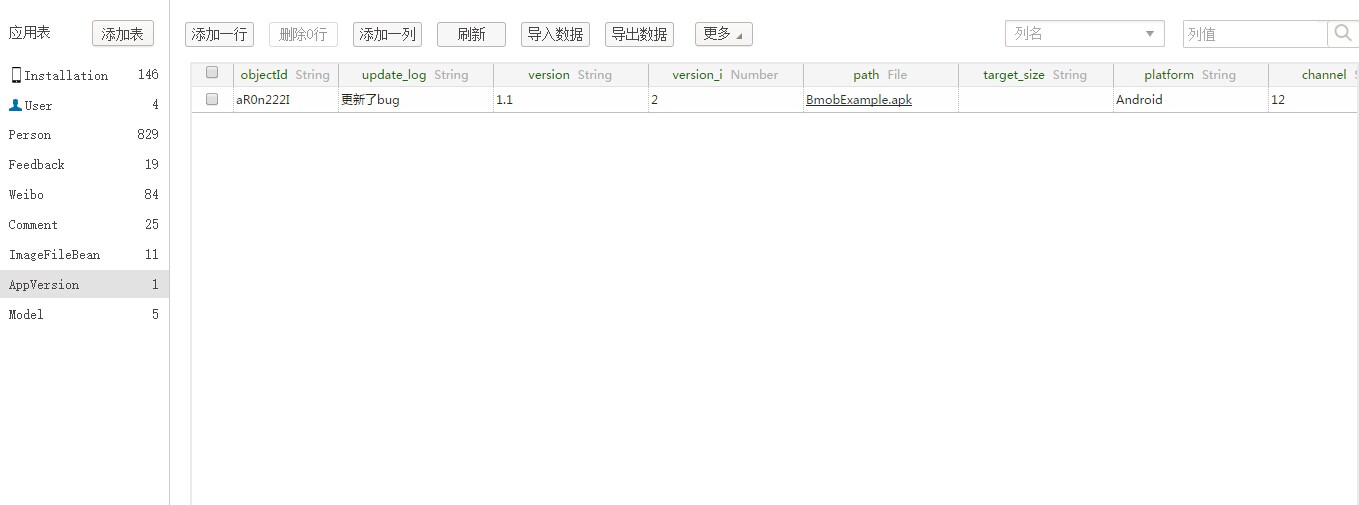 应用表 添加表
Installation 146
User 4
Person 829
Feedback 19
Weibo 84
Comment 25
ImageFileBean 11
AppVersion 1
Model 5
添加一行 删除0行 添加一列 刷新 导入数据 导出数据 更多 列名 列值
objectId String update_log String version String version_i Number path File target_size String platform String channel
aR0n222I 更新了bug 1.1 2 BmobExample.apk Android 12